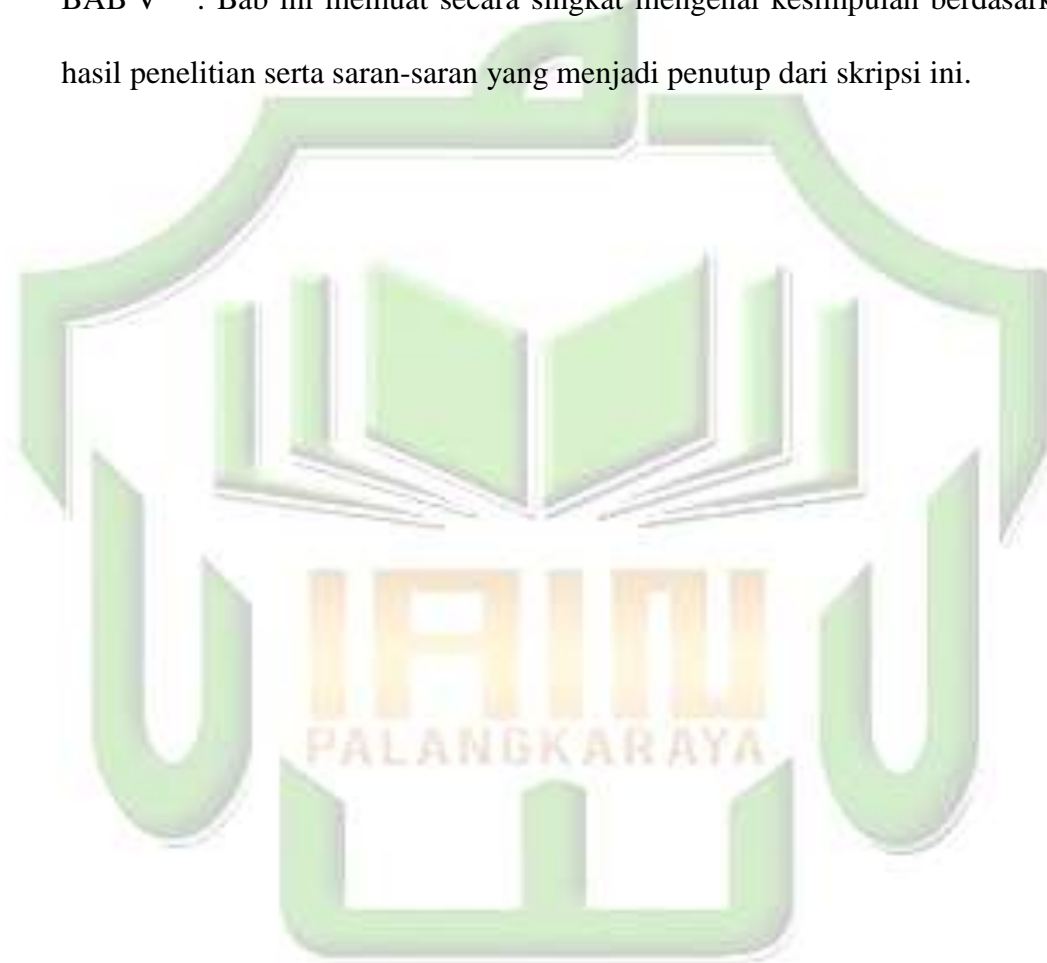 BAB V : Bab ini memuat secara singkat mengenai kesimpulan
hasil penelitian serta saran-saran yang menjadi penutup dari skripsi ini.
IAIN
PALANGKARAYA